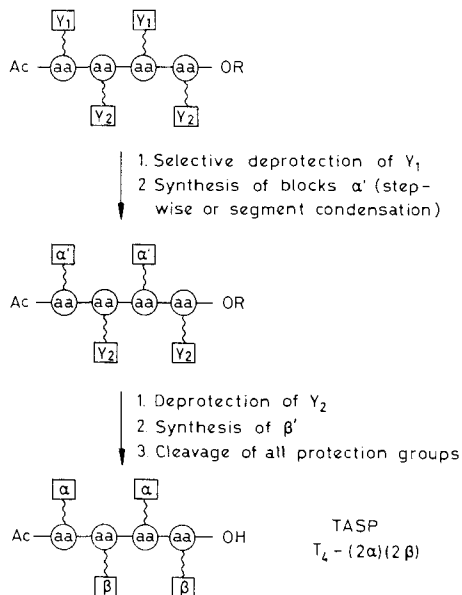 Y₁ Y₁
Ac aa aa aa aa OR
Y₂ Y₂
1. Selective deprotection of Y₁
2 Synthesis of blocks α' (step-
wise or segment condensation)
α' α'
Ac aa aa aa aa OR
Y₂ Y₂
1. Deprotection of Y₂
2. Synthesis of β'
3. Cleavage of all protection groups
α α
Ac aa aa aa aa OH
β β
TASP
T₄ – (2α)(2β)